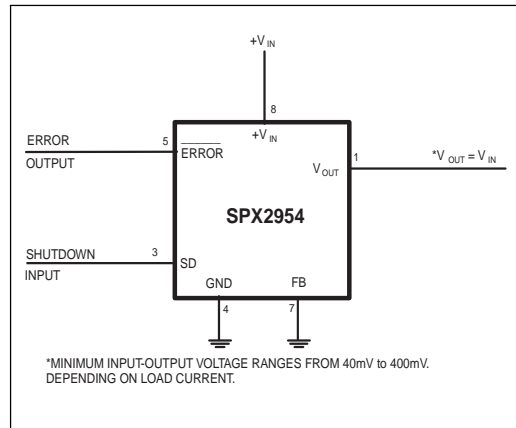 +V IN
8
+V IN
ERROR
5
ERROR
OUTPUT
V OUT
1
*V OUT = V IN
SPX2954
SHUTDOWN
3
SD
INPUT
GND
FB
4
7
*MINIMUM INPUT-OUTPUT VOLTAGE RANGES FROM 40mV to 400mV.
DEPENDING ON LOAD CURRENT.